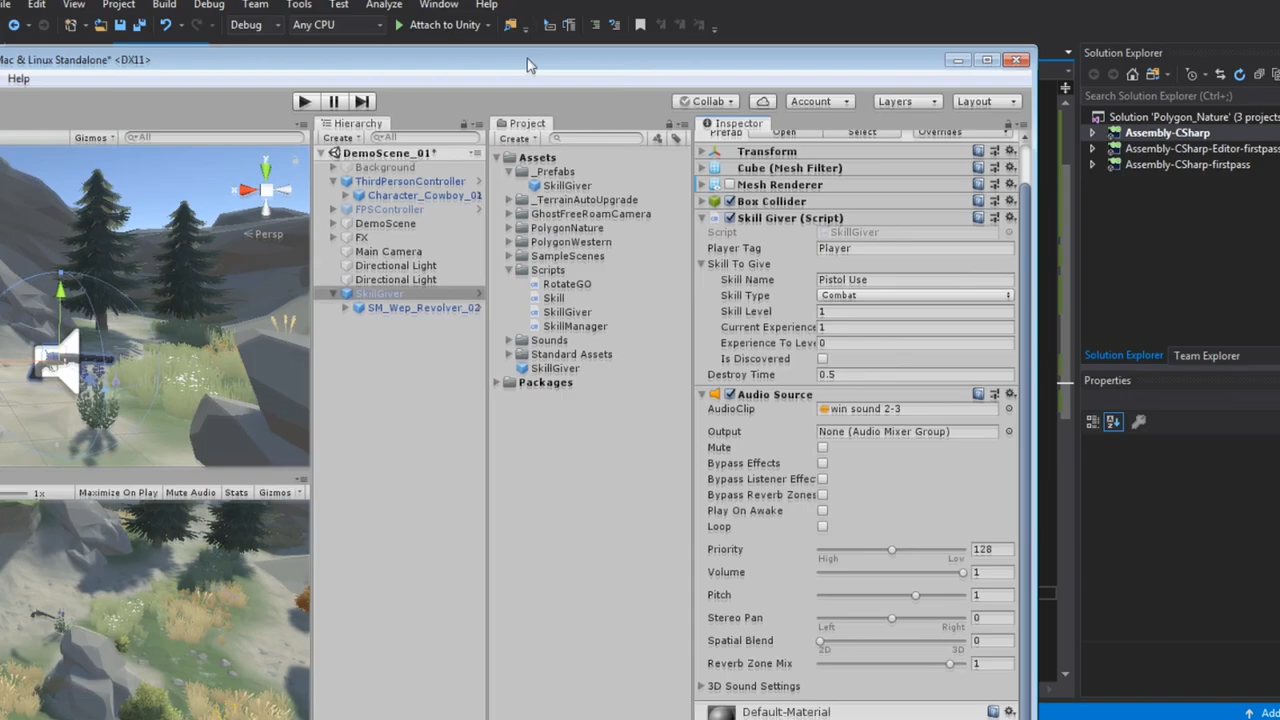 Edit View Project Build Debug Team Tools Test Analyze Window Help
Debug Any CPU Attach to Unity
Mac & Linux Standalone* <DX11>
Help
Collab Account Layers Layout
Gizmos All
Persp
1x Maximize On Play Mute Audio Stats Gizmos
Hierarchy
Create All
DemoScene_01*
Background
ThirdPersonController
Character_Cowboy_01
FPSController
DemoScene
FX
Main Camera
Directional Light
Directional Light
SkillGiver
SM_Wep_Revolver_02
Project
Create
Assets
_Prefabs
SkillGiver
_TerrainAutoUpgrade
GhostFreeRoamCamera
PolygonNature
PolygonWestern
SampleScenes
Scripts
RotateGO
Skill
SkillGiver
SkillManager
Sounds
Standard Assets
SkillGiver
Packages
Inspector
Prefab Open Select Overrides
Transform
Cube (Mesh Filter)
Mesh Renderer
Box Collider
Skill Giver (Script)
Script SkillGiver
Player Tag Player
Skill To Give
Skill Name Pistol Use
Skill Type Combat
Skill Level 1
Current Experience 1
Experience To Leve 0
Is Discovered
Destroy Time 0.5
Audio Source
AudioClip win sound 2-3
Output None (Audio Mixer Group)
Mute
Bypass Effects
Bypass Listener Effec
Bypass Reverb Zones
Play On Awake
Loop
Priority 128
High Low
Volume 1
Pitch 1
Stereo Pan 0
Left Right
Spatial Blend 0
2D 3D
Reverb Zone Mix 1
3D Sound Settings
Default-Material
Solution Explorer
Search Solution Explorer (Ctrl+;)
Solution 'Polygon_Nature' (3 projects
Assembly-CSharp
Assembly-CSharp-Editor-firstpass
Assembly-CSharp-firstpass
Solution Explorer Team Explorer
Properties
Add